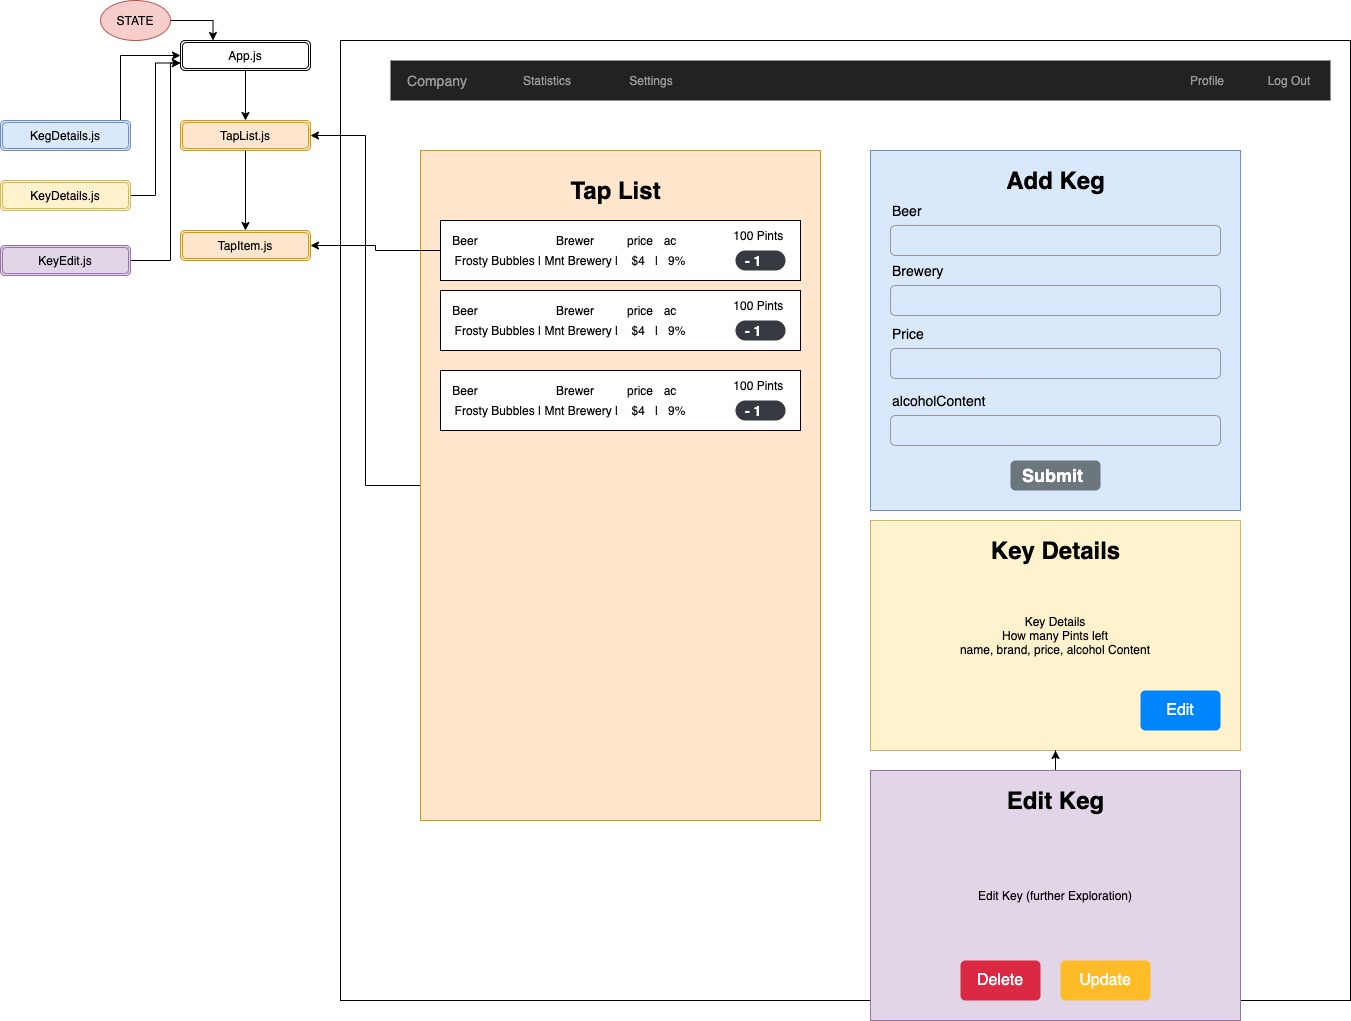 STATE
App.js
KegDetails.js
TapList.js
KeyDetails.js
KeyEdit.js
TapItem.js
Company Statistics Settings Profile Log Out
Tap List
Beer Brewer price ac 100 Pints
Frosty Bubbles | Mnt Brewery | $4 | 9% - 1
Beer Brewer price ac 100 Pints
Frosty Bubbles | Mnt Brewery | $4 | 9% - 1
Beer Brewer price ac 100 Pints
Frosty Bubbles | Mnt Brewery | $4 | 9% - 1
Add Keg
Beer
Brewery
Price
alcoholContent
Submit
Key Details
Key Details
How many Pints left
name, brand, price, alcohol Content
Edit
Edit Keg
Edit Key (further Exploration)
Delete Update